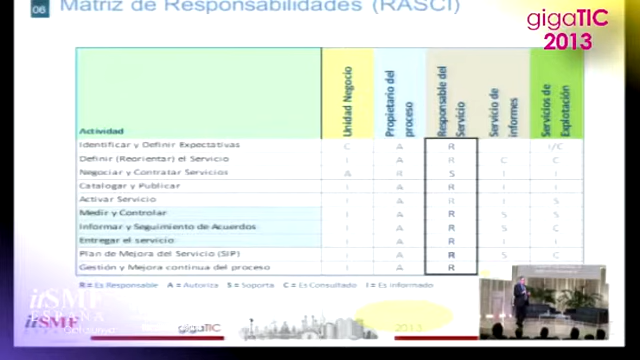 06 Matriz de Responsabilidades (RASCI)
gigaTIC
2013
Actividad Unidad Negocio Propietario del proceso Responsable del Servicio Servicio de informes Servicios de Explotación
Identificar y Definir Expectativas C A R I/C
Definir (Reorientar) el Servicio I A R C C
Negociar y Contratar Servicios A R S I I
Catalogar y Publicar I A R I I
Activar Servicio I A R I S
Medir y Controlar I A R S S
Informar y Seguimiento de Acuerdos I A R S C
Entregar el servicio I A R I S
Plan de Mejora del Servicio (SIP) I A R S C
Gestión y Mejora continua del proceso I A R
R = Es Responsable A = Autoriza S = Soporta C = Es Consultado I = Es informado
itSMF
ESPAÑA
Catalunya
itSMF
gigaTIC
2013